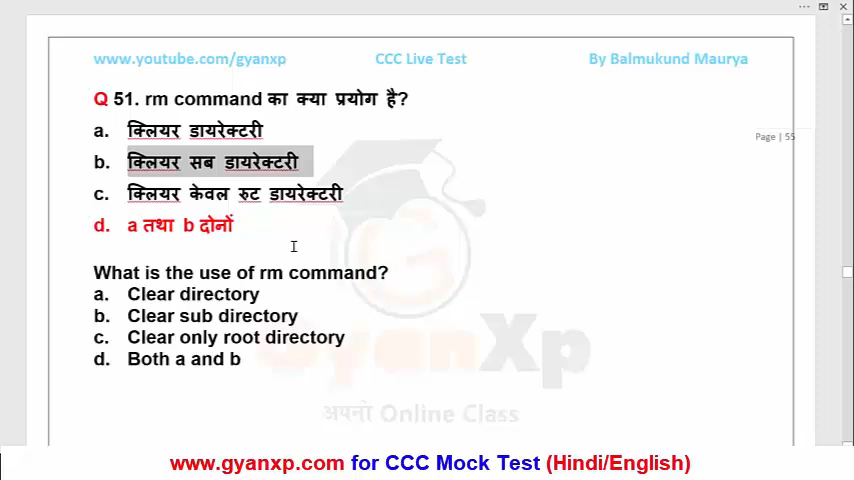 www.youtube.com/gyanxp CCC Live Test By Balmukund Maurya
Q 51. rm command का क्या प्रयोग है?
a. क्लियर डायरेक्टरी
Page | 55
b. क्लियर सब डायरेक्टरी
c. क्लियर केवल रुट डायरेक्टरी
d. a तथा b दोनों
What is the use of rm command?
a. Clear directory
b. Clear sub directory
c. Clear only root directory
d. Both a and b
GyanXp
अपनो Online Class
www.gyanxp.com for CCC Mock Test (Hindi/English)